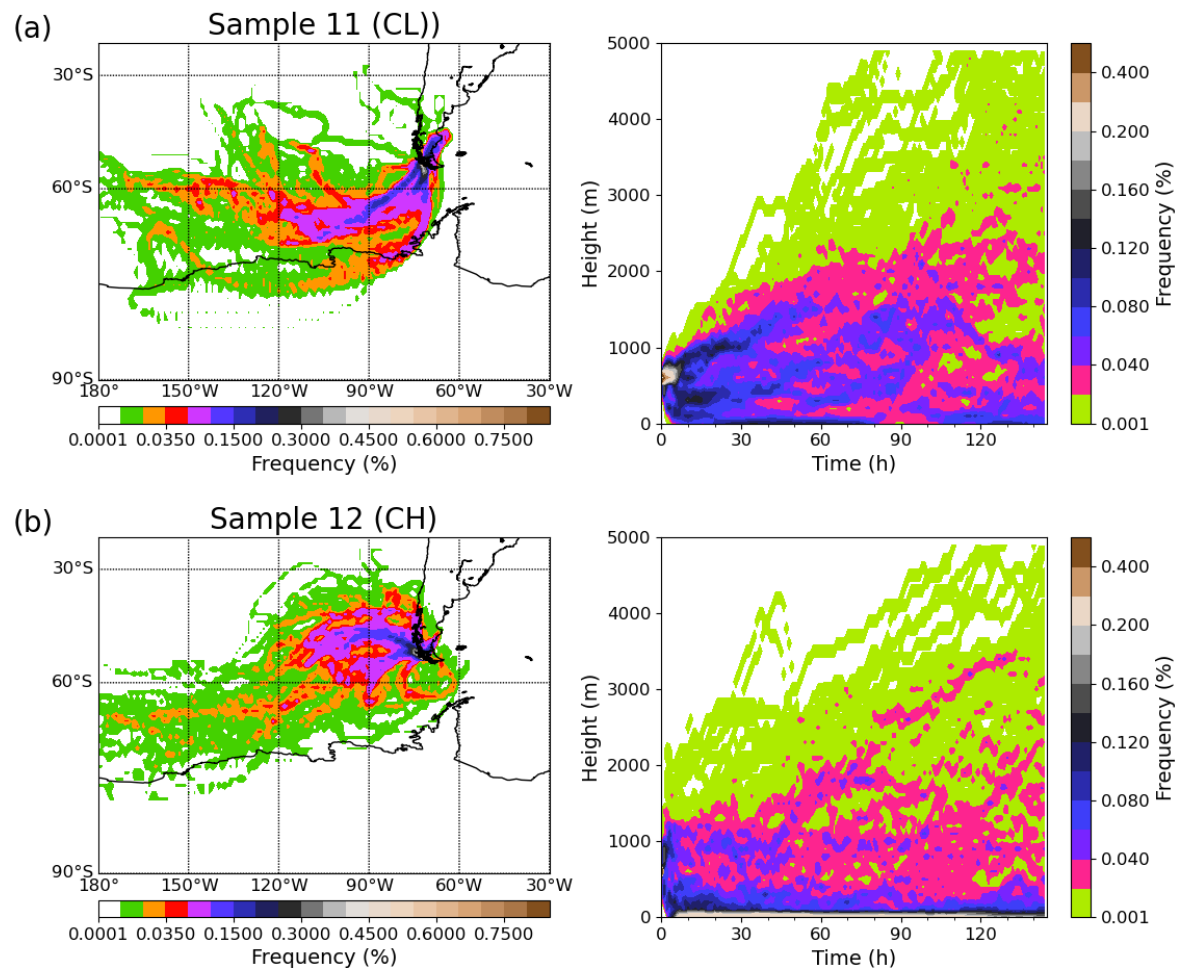 (a)
Sample 11 (CL))
30°S
60°S
90°S
180 150°W 120°W 90°W 60°W 30°W
0.0001 0.0350 0.1500 0.3000 0.4500 0.6000 0.7500
Frequency (%)
5000
4000
3000
2000
1000
0
Height (m)
0 30 60 90 120
Time (h)
0.400
0.200
0.160
0.120
0.080
0.040
0.001
Frequency (%)
(b)
Sample 12 (CH)
30°S
60°S
90°S
180 150°W 120°W 90°W 60°W 30°W
0.0001 0.0350 0.1500 0.3000 0.4500 0.6000 0.7500
Frequency (%)
5000
4000
3000
2000
1000
0
Height (m)
0 30 60 90 120
Time (h)
0.400
0.200
0.160
0.120
0.080
0.040
0.001
Frequency (%)